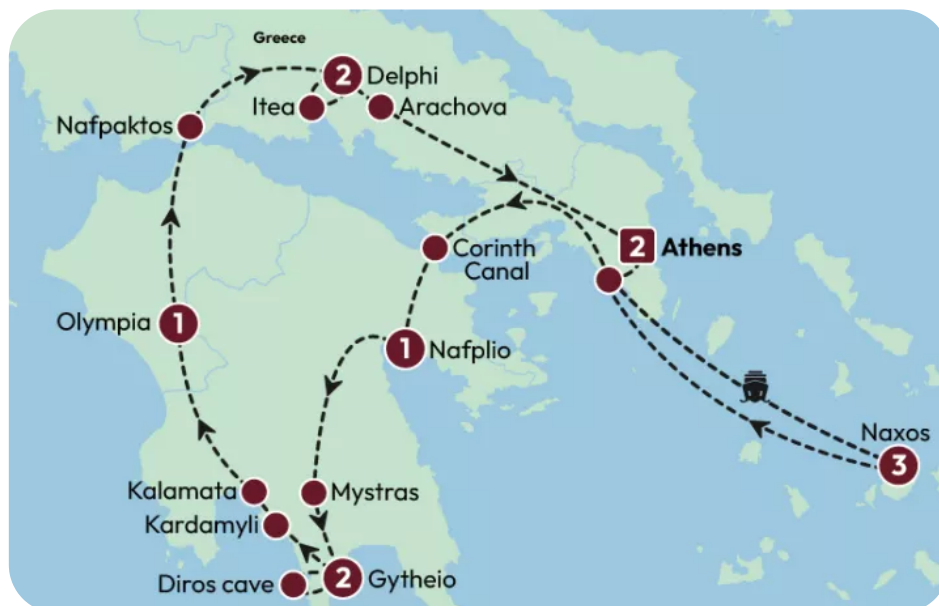 Greece
2 Delphi
Itea
Arachova
Nafpaktos
2 Athens
Corinth
Canal
Olympia 1
1 Nafplio
Naxos
3
Kalamata
Mystras
Kardamyli
Diros cave
2 Gytheio